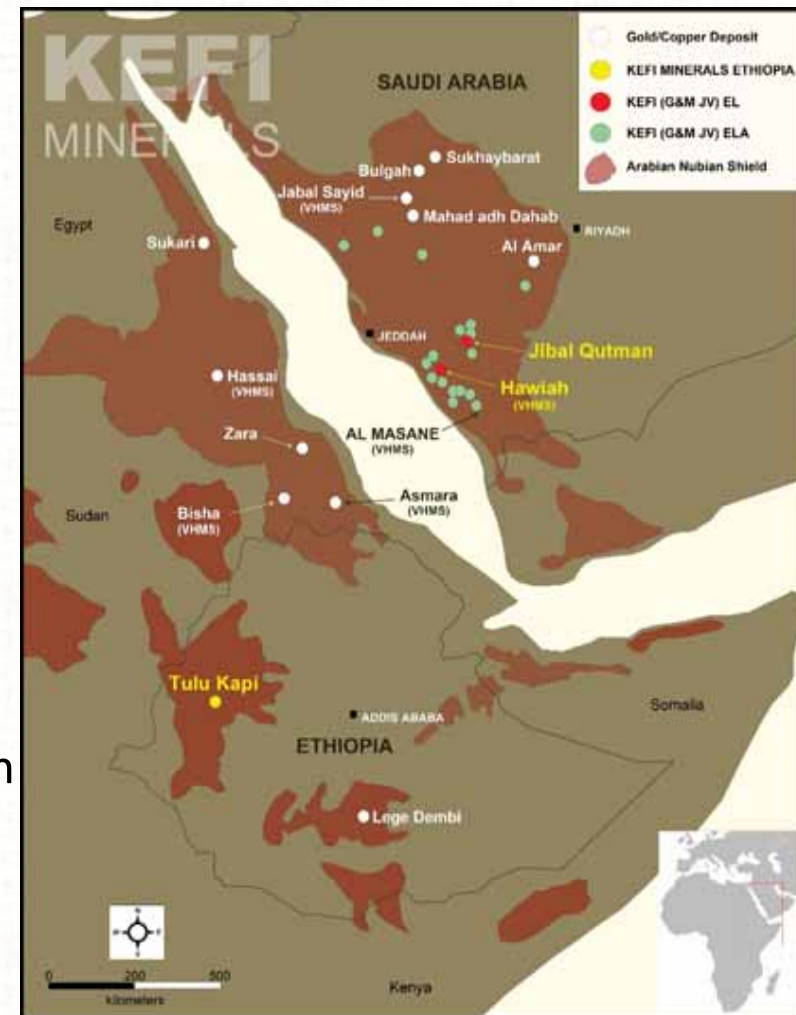 KEFI
MINERALS
SAUDI ARABIA
Gold/Copper Deposit
KEFI MINERALS ETHIOPIA
KEFI (G&M JV) EL
KEFI (G&M JV) ELA
Arabian Nubian Shield
Sukhaybarat
Bulgah
Jabal Sayid
(VHMS)
Mahad adh Dahab
Egypt
Sukari
Al Amar
RIYADH
JEDDAH
Jibal Qutman
Hawiah
(VHMS)
Hassai
(VHMS)
AL MASANE
(VHMS)
Zara
Sudan
Bisha
(VHMS)
Asmara
(VHMS)
Tulu Kapi
ADDIS ABABA
Somalia
ETHIOPIA
n
Lege Dembi
N
W
E
S
0 200 500
kilometers
Kenya